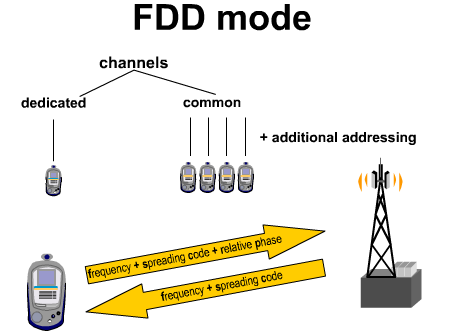 FDD mode
channels
dedicated
common
+ additional addressing
frequency + spreading code + relative phase
frequency + spreading code